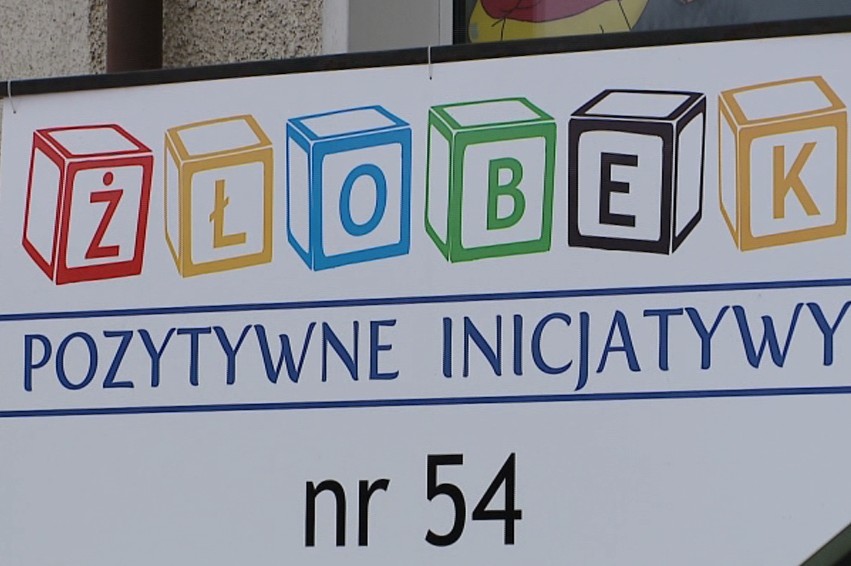 ŻŁOBEK
POZYTYWNE INICJATYWY
nr 54